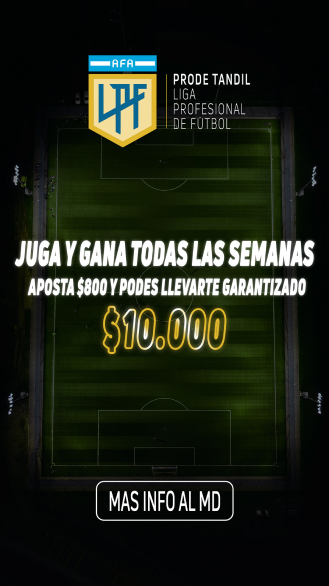 AFA
LPF
PRODE TANDIL
LIGA
PROFESIONAL
DE FÚTBOL
JUGA Y GANA TODAS LAS SEMANAS
APOSTA $800 Y PODES LLEVARTE GARANTIZADO
$10.000
MAS INFO AL MD